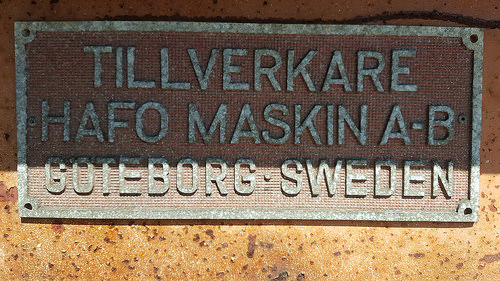 TILLVERKARE
HAFO MASKIN A-B
GÖTEBORG·SWEDEN